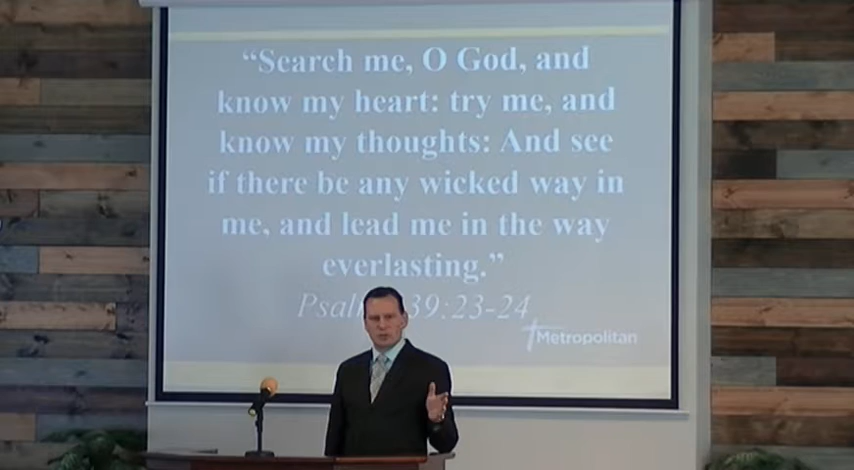 “Search me, O God, and
know my heart: try me, and
know my thoughts: And see
if there be any wicked way in
me, and lead me in the way
everlasting.”
39:23-24
Metropolitan